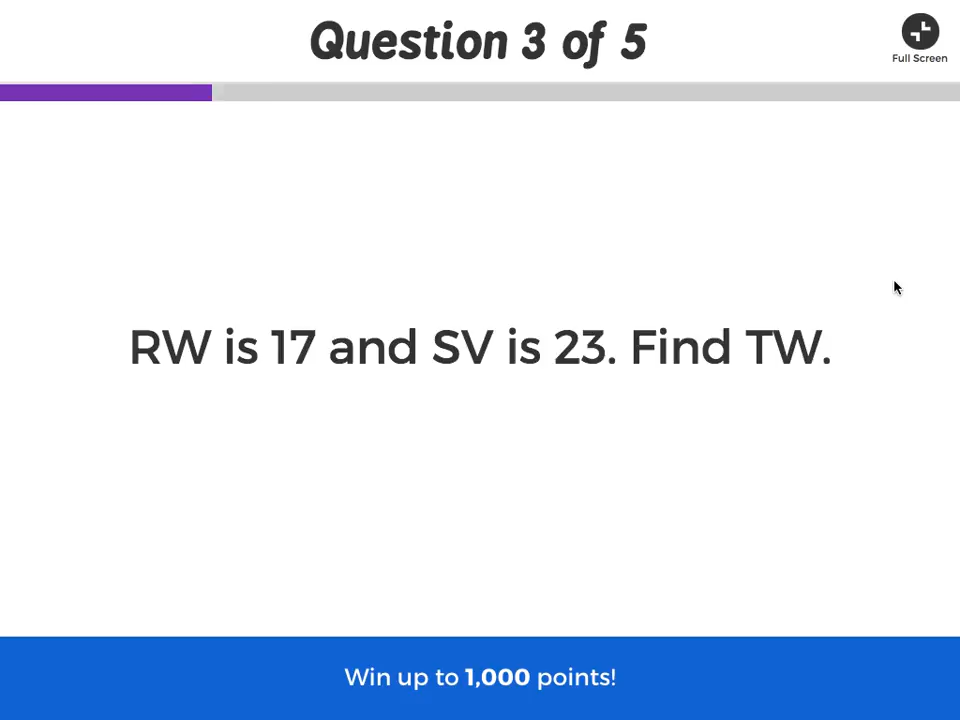 Question 3 of 5
Full Screen
RW is 17 and SV is 23. Find TW.
Win up to 1,000 points!